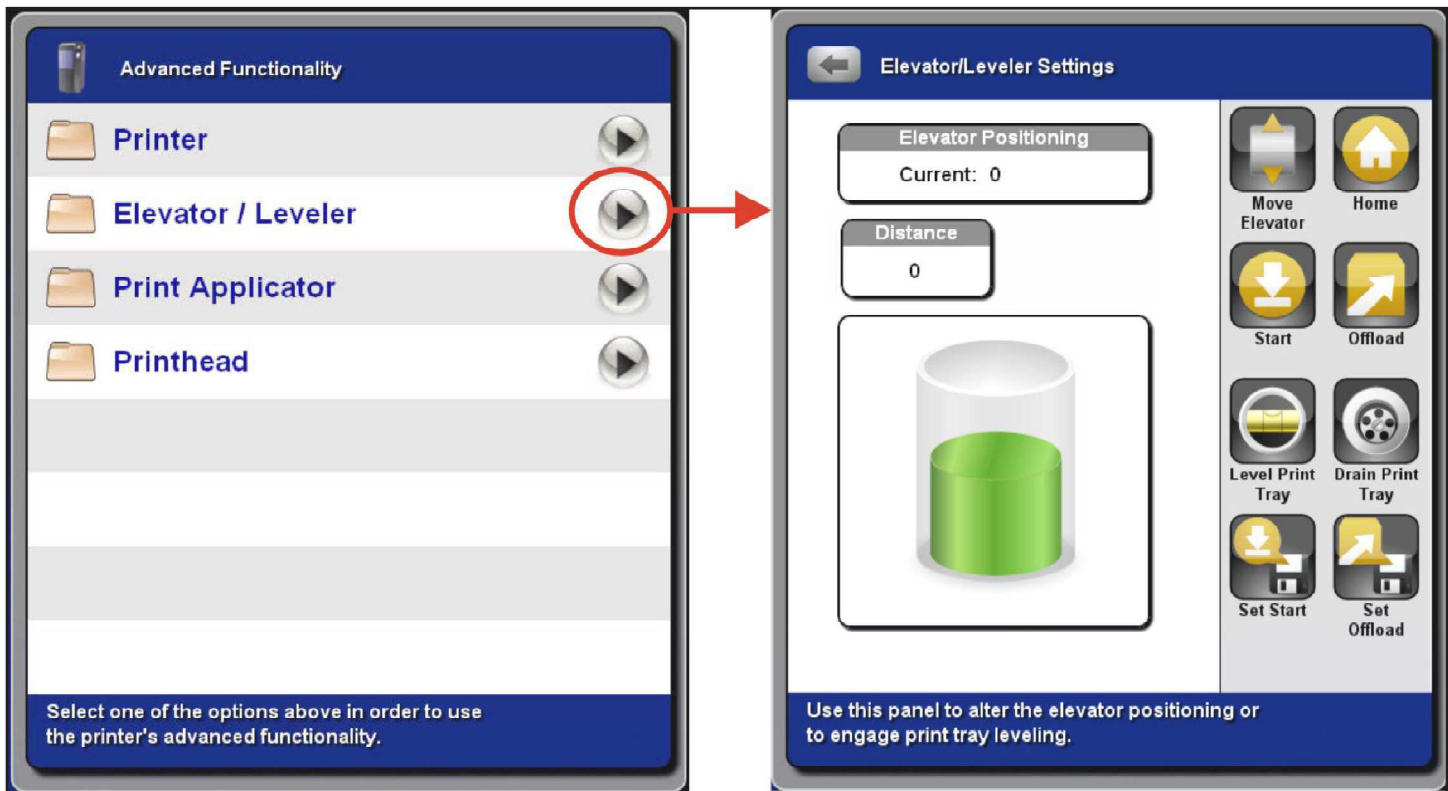 Advanced Functionality
Printer
Elevator / Leveler
Print Applicator
Printhead
Select one of the options above in order to use
the printer's advanced functionality.
Elevator/Leveler Settings
Elevator Positioning
Current: 0
Distance
0
Move
Elevator
Home
Start
Offload
Level Print
Tray
Drain Print
Tray
Set Start
Set
Offload
Use this panel to alter the elevator positioning or
to engage print tray leveling.